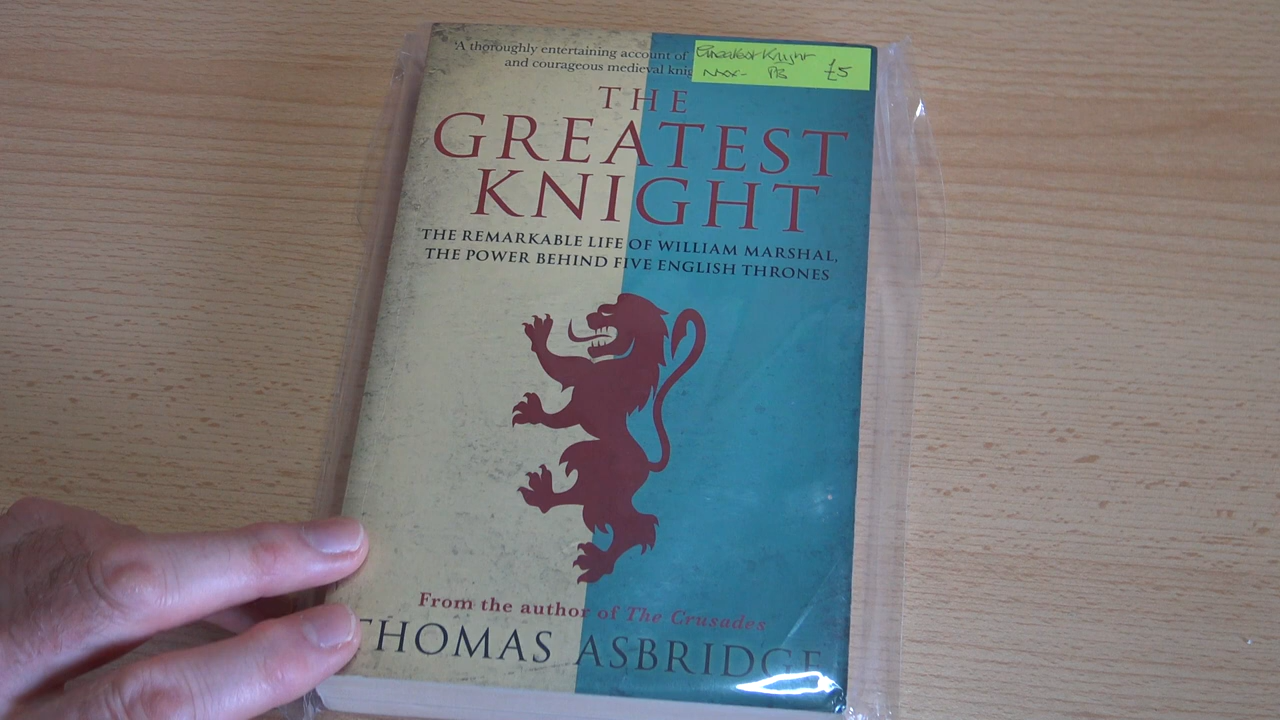 'A thoroughly entertaining account of
and courageous medieval knig
Greatest Knight
PB £5
THE
GREATEST
KNIGHT
THE REMARKABLE LIFE OF WILLIAM MARSHAL,
THE POWER BEHIND FIVE ENGLISH THRONES
From the author of The Crusades
THOMAS ASBRIDGE